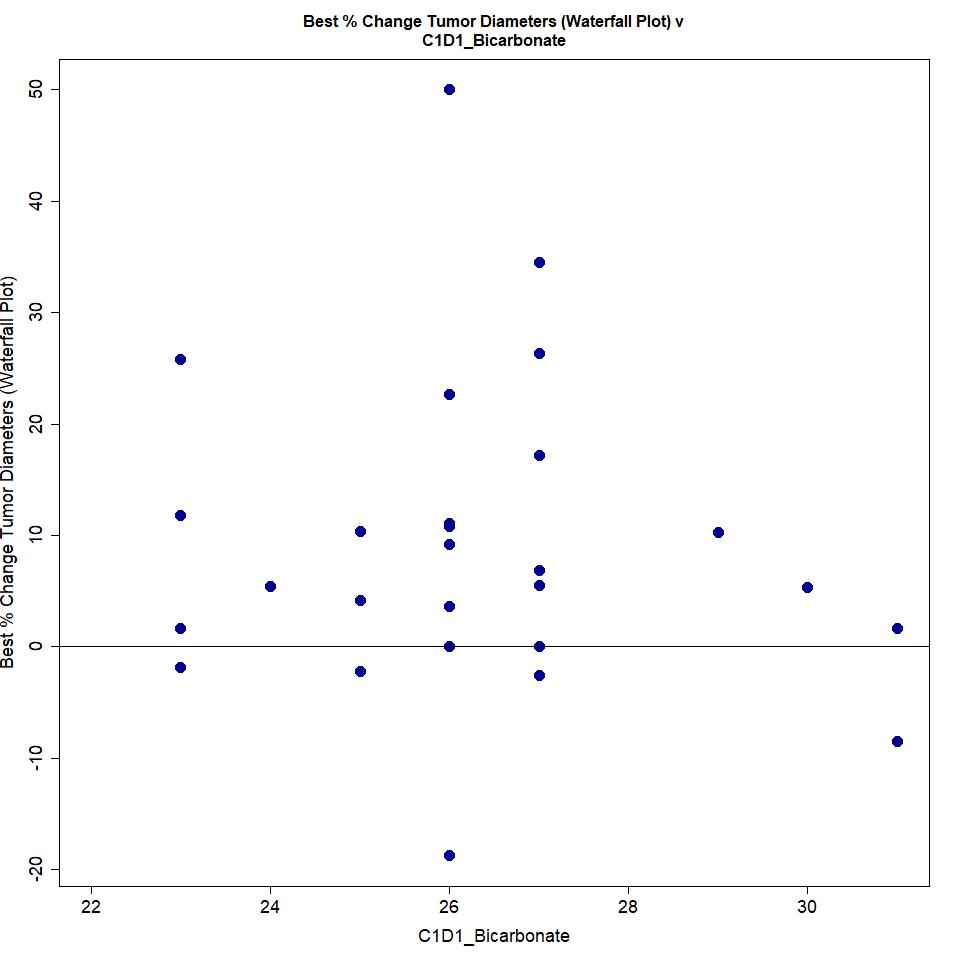 Best % Change Tumor Diameters (Waterfall Plot) v
C1D1_Bicarbonate
Best % Change Tumor Diameters (Waterfall Plot)
50
40
30
20
10
0
-10
-20
22 24 26 28 30
C1D1_Bicarbonate